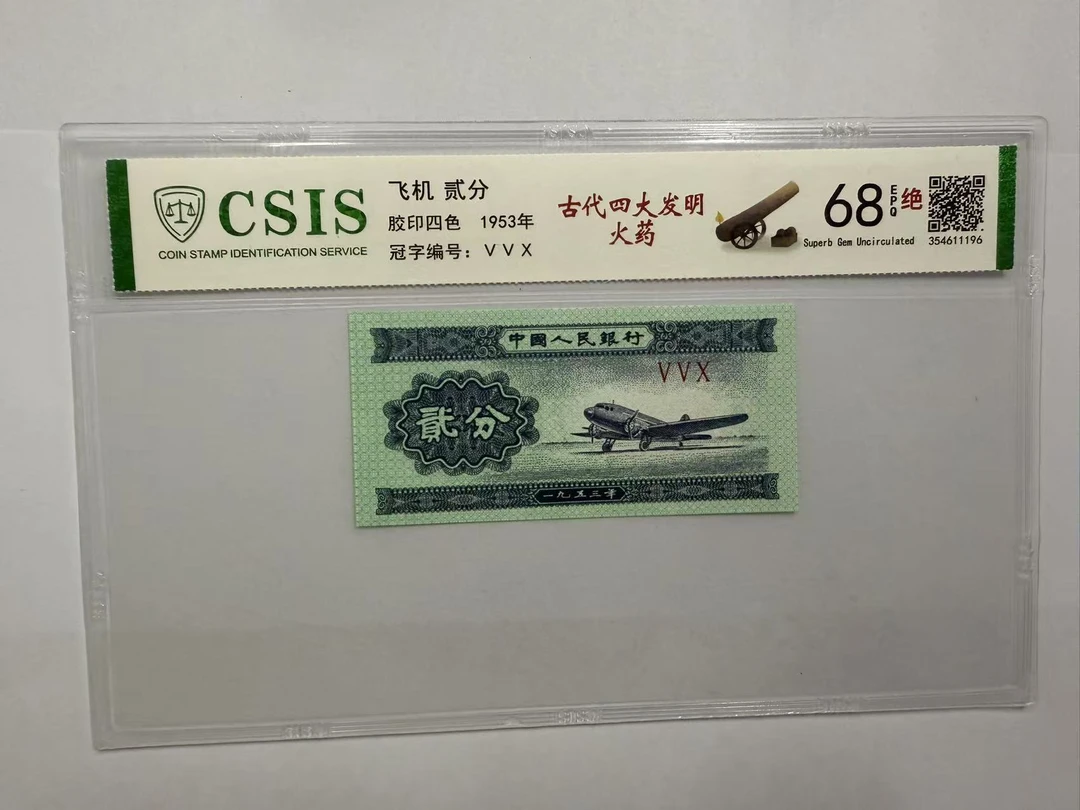 CSIS
COIN STAMP IDENTIFICATION SERVICE
飞机 贰分
胶印四色 1953年
冠字编号：VVX
古代四大发明
火药
68
EPQ
绝
Superb Gem Uncirculated
354611196
中國人民銀行
VVX
貳分
一九五三年